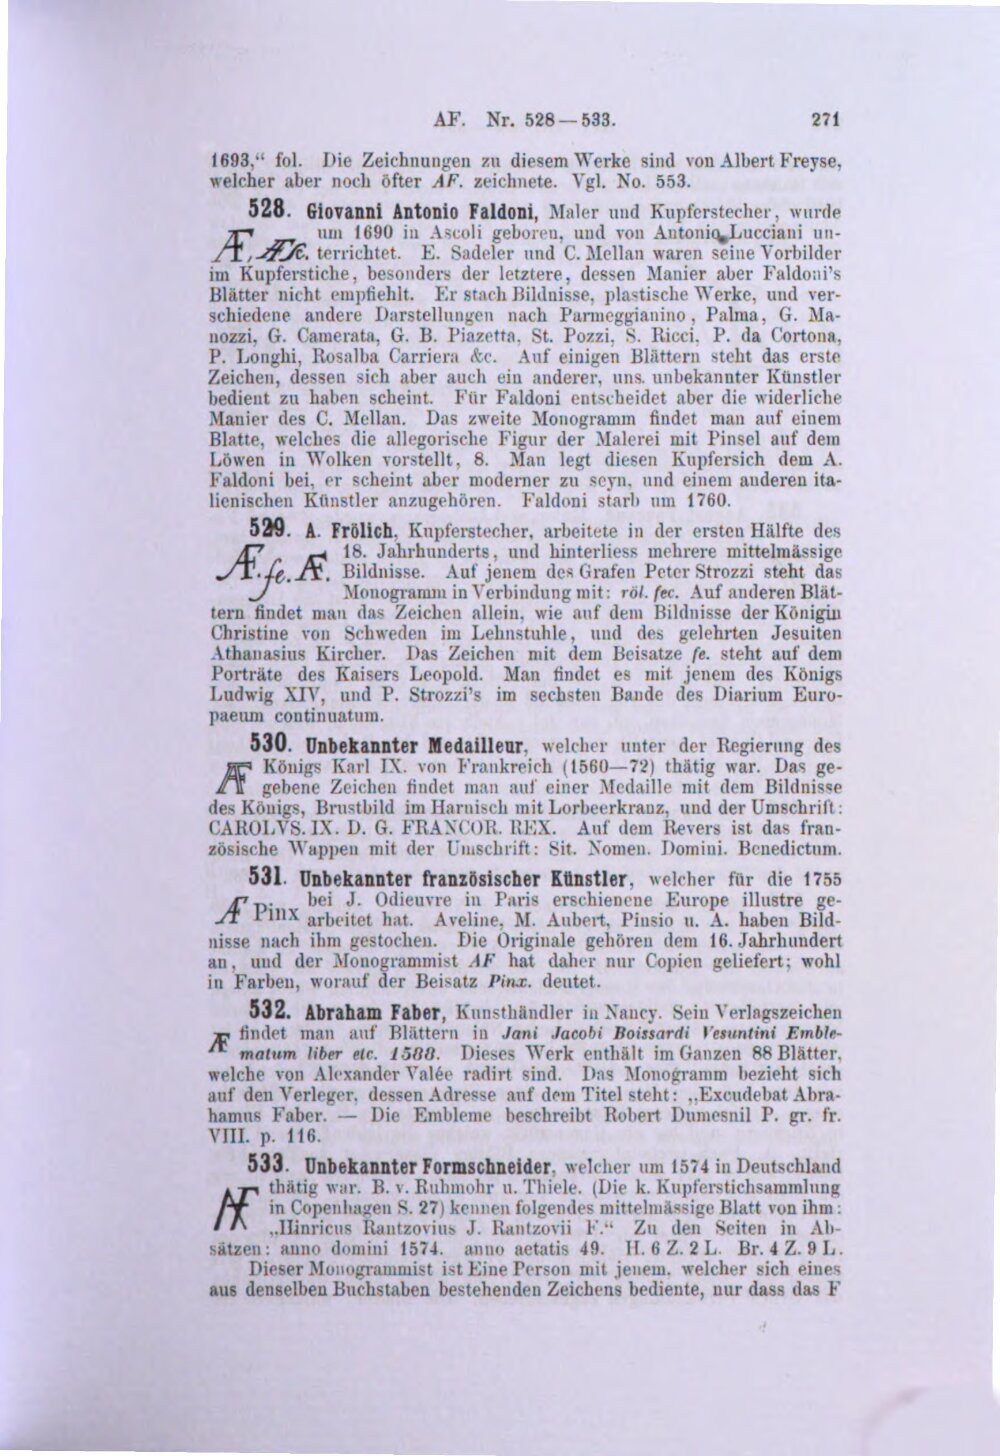 AF. Nr. 528—533. 271
1693,“ fol. Die Zeichnungen zu diesem Werke sind von Albert Freyse,
welcher aber noch öfter AF. zeichnete. Vgl. No. 553.
528. Giovanni Antonio Faldoni, Maler und Kupferstecher, wurde
um 1690 in Ascoli geboren, und von Antonio Lucciani un-
AF, AFfc. terrichtet. E. Sadeler und C. Mellan waren seine Vorbilder
im Kupferstiche, besonders der letztere, dessen Manier aber Faldoni’s
Blätter nicht empfiehlt. Er stach Bildnisse, plastische Werke, und ver-
schiedene andere Darstellungen nach Parmeggianino, Palma, G. Ma-
nozzi, G. Camerata, G. B. Piazetta, St. Pozzi, S. Ricci, P. da Cortona,
P. Longhi, Rosalba Carriera &c. Auf einigen Blättern steht das erste
Zeichen, dessen sich aber auch ein anderer, uns. unbekannter Künstler
bedient zu haben scheint. Für Faldoni entscheidet aber die widerliche
Manier des C. Mellan. Das zweite Monogramm findet man auf einem
Blatte, welches die allegorische Figur der Malerei mit Pinsel auf dem
Löwen in Wolken vorstellt, 8. Man legt diesen Kupfersich dem A.
Faldoni bei, er scheint aber moderner zu seyn, und einem anderen ita-
lienischen Künstler anzugehören. Faldoni starb um 1760.
529. A. Frölich, Kupferstecher, arbeitete in der ersten Hälfte des
18. Jahrhunderts, und hinterliess mehrere mittelmässige
AF. fe. AF. Bildnisse. Auf jenem des Grafen Peter Strozzi steht das
Monogramm in Verbindung mit: röl. fec. Auf anderen Blät-
tern findet man das Zeichen allein, wie auf dem Bildnisse der Königin
Christine von Schweden im Lehnstuhle, und des gelehrten Jesuiten
Athanasius Kircher. Das Zeichen mit dem Beisatze fe. steht auf dem
Porträte des Kaisers Leopold. Man findet es mit jenem des Königs
Ludwig XIV, und P. Strozzi’s im sechsten Bande des Diarium Euro-
paeum continuatum.
530. Unbekannter Medailleur, welcher unter der Regierung des
AF Königs Karl IX. von Frankreich (1560—72) thätig war. Das ge-
gebene Zeichen findet man auf einer Medaille mit dem Bildnisse
des Königs, Brustbild im Harnisch mit Lorbeerkranz, und der Umschrift:
CAROLVS. IX. D. G. FRANCOR. REX. Auf dem Revers ist das fran-
zösische Wappen mit der Umschrift: Sit. Nomen. Domini. Benedictum.
531. Unbekannter französischer Künstler, welcher für die 1755
AF Pinx bei J. Odieuvre in Paris erschienene Europe illustre ge-
arbeitet hat. Aveline, M. Aubert, Pinsio u. A. haben Bild-
nisse nach ihm gestochen. Die Originale gehören dem 16. Jahrhundert
an, und der Monogrammist AF hat daher nur Copien geliefert; wohl
in Farben, worauf der Beisatz Pinx. deutet.
532. Abraham Faber, Kunsthändler in Nancy. Sein Verlagszeichen
AF findet man auf Blättern in Jani Jacobi Boissardi Vesuntini Emble-
matum liber etc. 1588. Dieses Werk enthält im Ganzen 88 Blätter,
welche von Alexander Valée radirt sind. Das Monogramm bezieht sich
auf den Verleger, dessen Adresse auf dem Titel steht: „Excudebat Abra-
hamus Faber. — Die Embleme beschreibt Robert Dumesnil P. gr. fr.
VIII. p. 116.
533. Unbekannter Formschneider, welcher um 1574 in Deutschland
AF thätig war. B. v. Ruhmohr u. Thiele. (Die k. Kupferstichsammlung
in Copenhagen S. 27) kennen folgendes mittelmässige Blatt von ihm:
„Hinricus Rantzovius J. Rantzovii F.“ Zu den Seiten in Ab-
sätzen: anno domini 1574. anno aetatis 49. H. 6 Z. 2 L. Br. 4 Z. 9 L.
Dieser Monogrammist ist Eine Person mit jenem, welcher sich eines
aus denselben Buchstaben bestehenden Zeichens bediente, nur dass das F